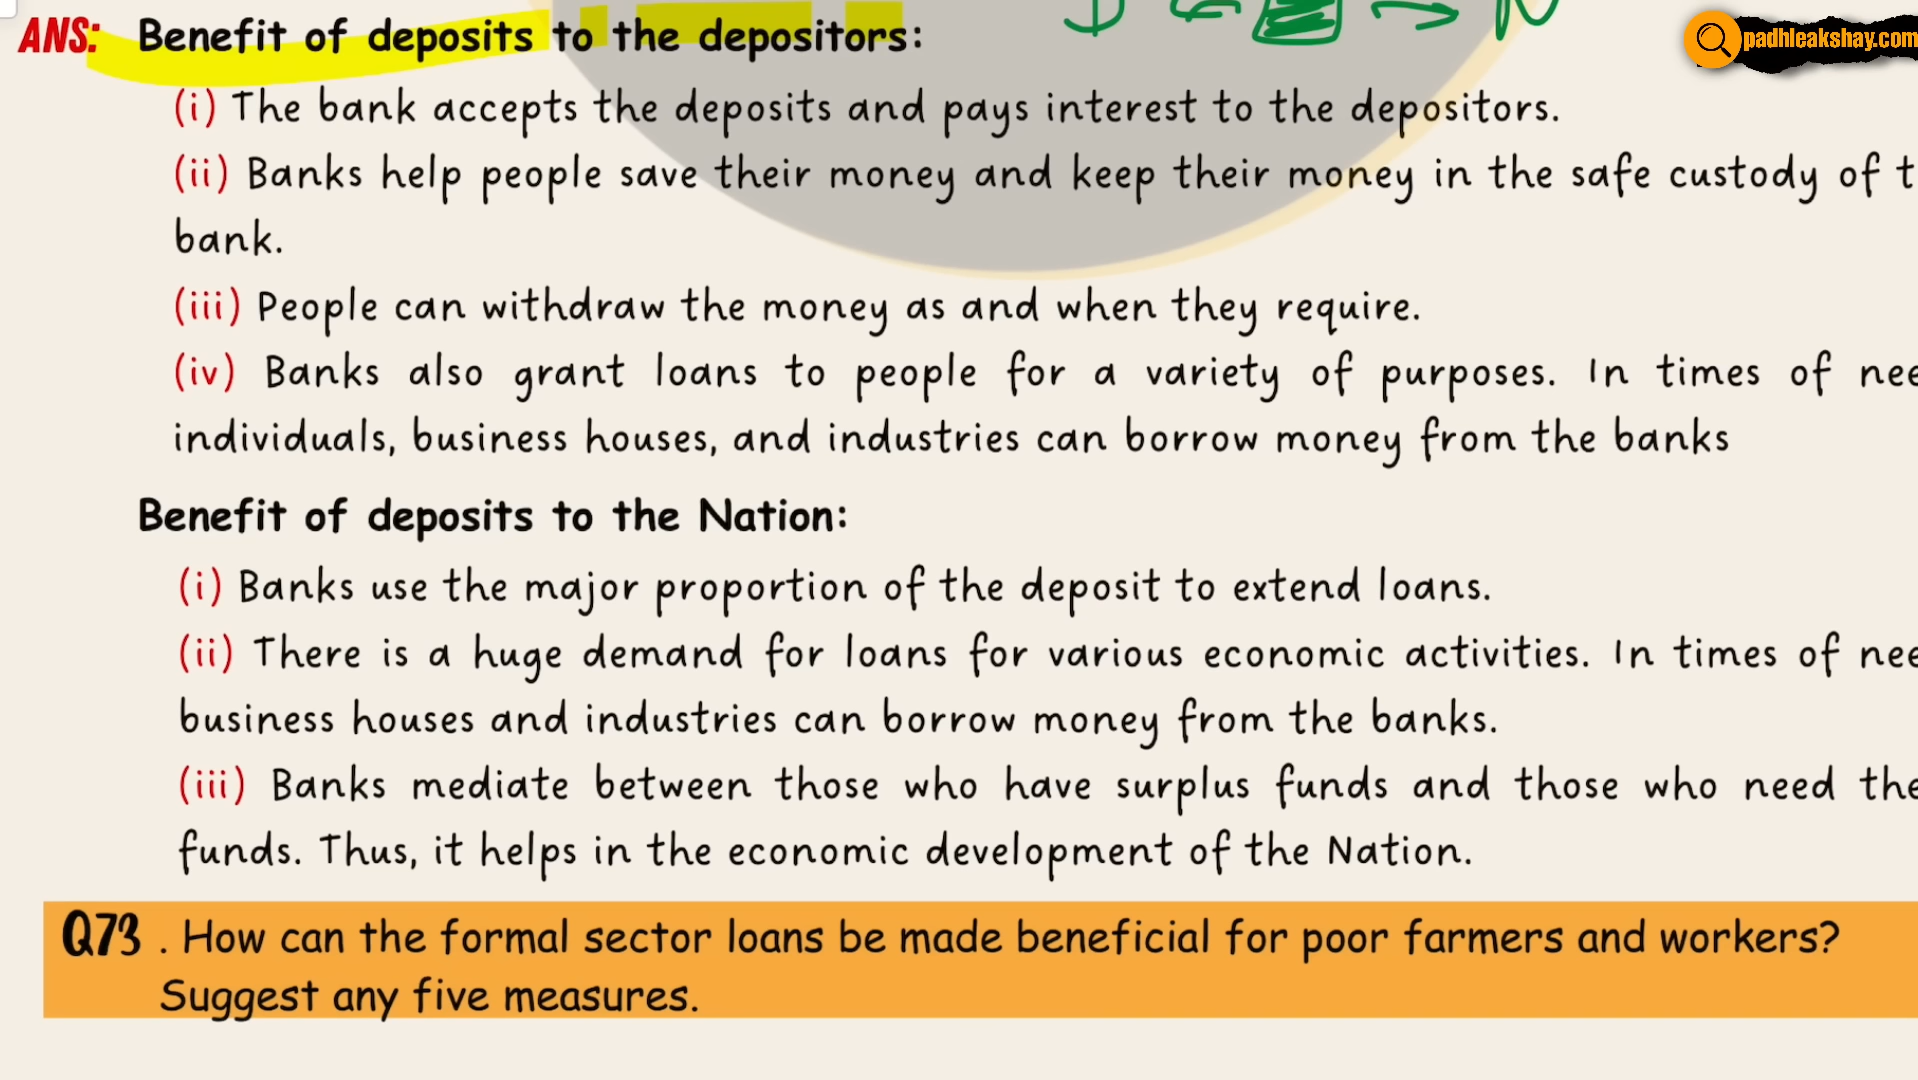 ANS: Benefit of deposits to the depositors:
padhleakshay.com
(i) The bank accepts the deposits and pays interest to the depositors.
(ii) Banks help people save their money and keep their money in the safe custody of t
bank.
(iii) People can withdraw the money as and when they require.
(iv) Banks also grant loans to people for a variety of purposes. In times of nee
individuals, business houses, and industries can borrow money from the banks
Benefit of deposits to the Nation:
(i) Banks use the major proportion of the deposit to extend loans.
(ii) There is a huge demand for loans for various economic activities. In times of nee
business houses and industries can borrow money from the banks.
(iii) Banks mediate between those who have surplus funds and those who need the
funds. Thus, it helps in the economic development of the Nation.
Q73 . How can the formal sector loans be made beneficial for poor farmers and workers?
Suggest any five measures.